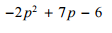 −2p² + 7p − 6